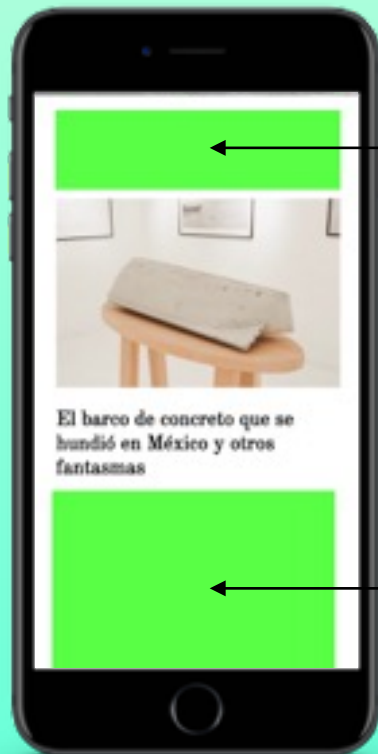 El barco de concreto que se
hundió en México y otros
fantasmas